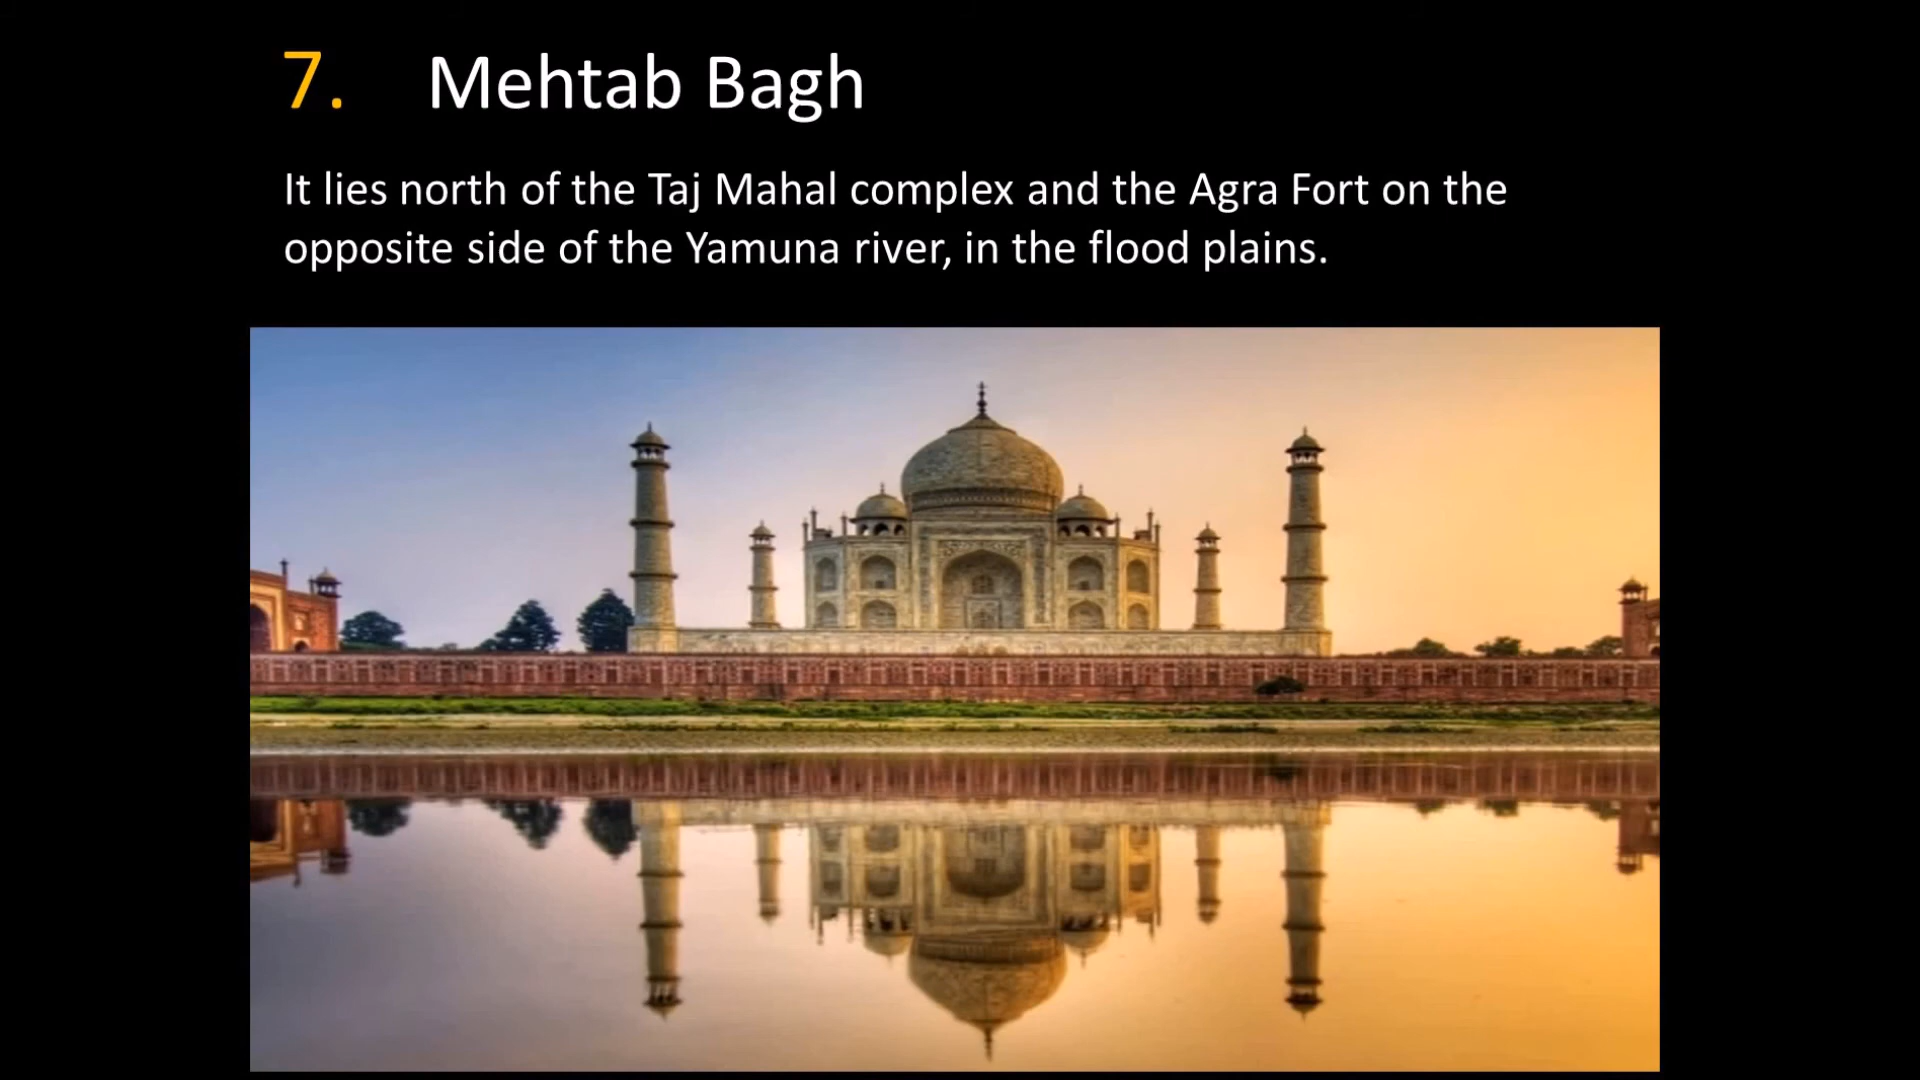 7. Mehtab Bagh
It lies north of the Taj Mahal complex and the Agra Fort on the
opposite side of the Yamuna river, in the flood plains.